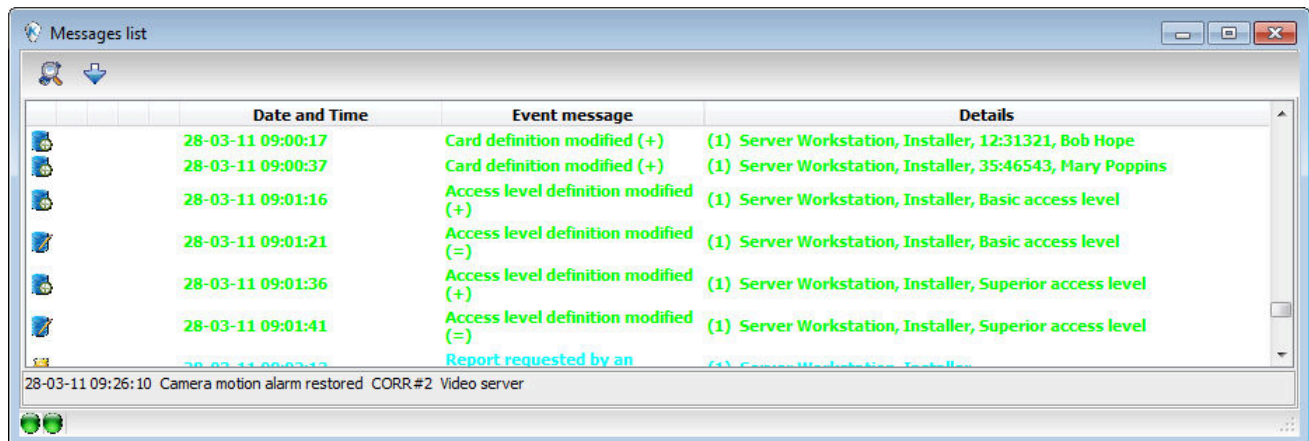 Messages list
Date and Time Event message Details
28-03-11 09:00:17 Card definition modified (+) (1) Server Workstation, Installer, 12:31321, Bob Hope
28-03-11 09:00:37 Card definition modified (+) (1) Server Workstation, Installer, 35:46543, Mary Poppins
28-03-11 09:01:16 Access level definition modified (+) (1) Server Workstation, Installer, Basic access level
28-03-11 09:01:21 Access level definition modified (=) (1) Server Workstation, Installer, Basic access level
28-03-11 09:01:36 Access level definition modified (+) (1) Server Workstation, Installer, Superior access level
28-03-11 09:01:41 Access level definition modified (=) (1) Server Workstation, Installer, Superior access level
Report requested by an (1) Server Workstation, Installer
28-03-11 09:26:10 Camera motion alarm restored CORR#2 Video server